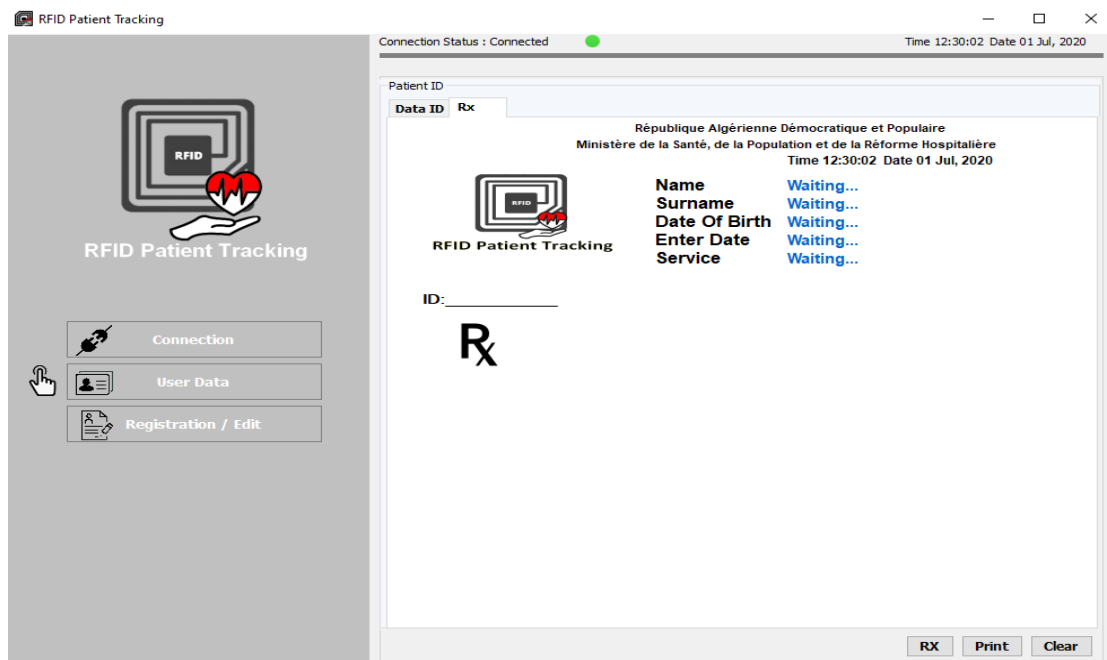 RFID Patient Tracking
Connection Status : Connected
Time 12:30:02 Date 01 Jul, 2020
RFID
RFID Patient Tracking
Connection
User Data
Registration / Edit
Patient ID
Data ID Rx
République Algérienne Démocratique et Populaire
Ministère de la Santé, de la Population et de la Réforme Hospitalière
Time 12:30:02 Date 01 Jul, 2020
RFID
RFID Patient Tracking
Name Waiting...
Surname Waiting...
Date Of Birth Waiting...
Enter Date Waiting...
Service Waiting...
ID:_____________
Rx
RX Print Clear